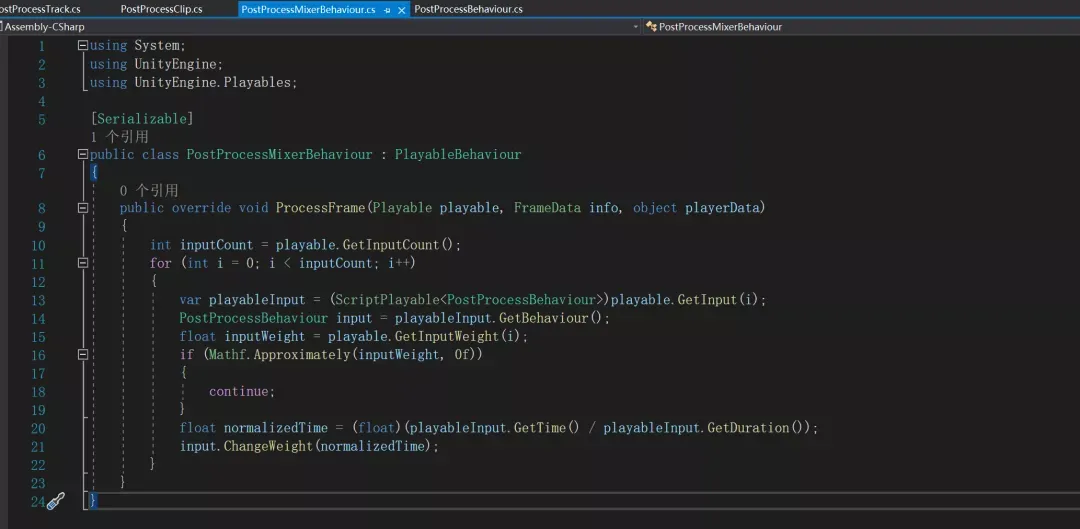 ostProcessTrack.cs PostProcessClip.cs PostProcessMixerBehaviour.cs PostProcessBehaviour.cs
Assembly-CSharp PostProcessMixerBehaviour
1 using System;
2 using UnityEngine;
3 using UnityEngine.Playables;
4
5 [Serializable]
1 个引用
6 public class PostProcessMixerBehaviour : PlayableBehaviour
7 {
0 个引用
8 public override void ProcessFrame(Playable playable, FrameData info, object playerData)
9 {
10 int inputCount = playable.GetInputCount();
11 for (int i = 0; i < inputCount; i++)
12 {
13 var playableInput = (ScriptPlayable<PostProcessBehaviour>)playable.GetInput(i);
14 PostProcessBehaviour input = playableInput.GetBehaviour();
15 float inputWeight = playable.GetInputWeight(i);
16 if (Mathf.Approximately(inputWeight, 0f))
17 {
18 continue;
19 }
20 float normalizedTime = (float)(playableInput.GetTime() / playableInput.GetDuration());
21 input.ChangeWeight(normalizedTime);
22 }
23 }
24 }